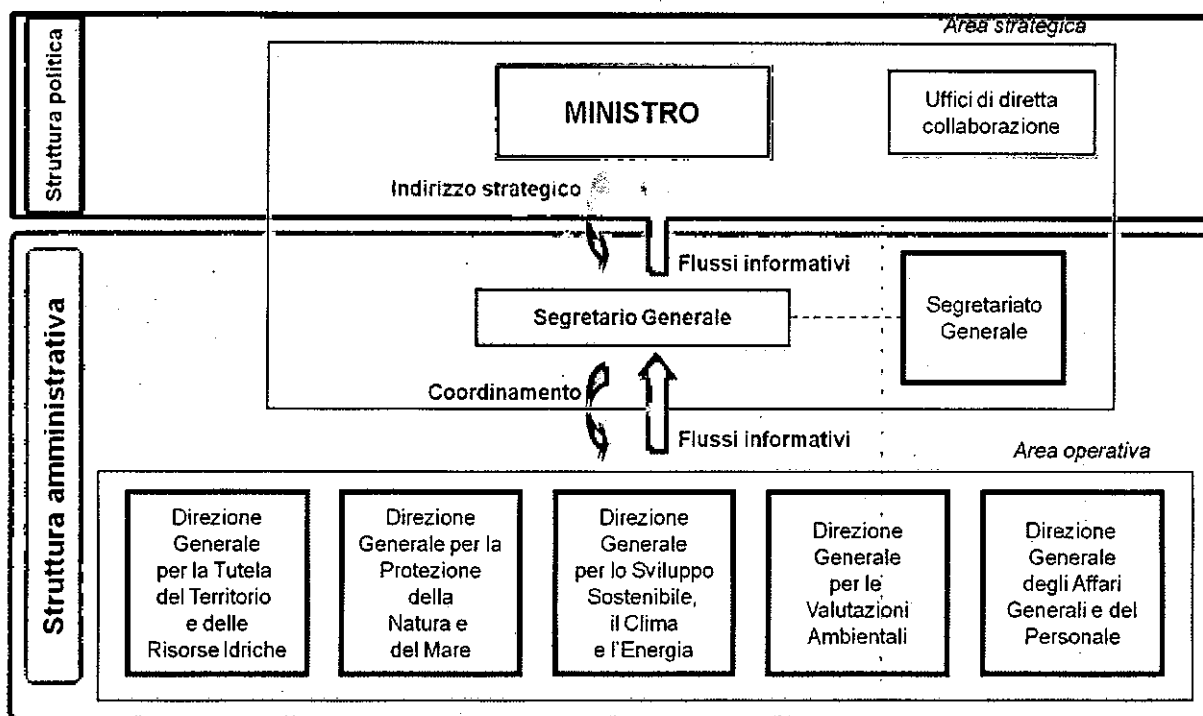 Area strategica
Struttura politica
MINISTRO
Uffici di diretta
collaborazione
Indirizzo strategico
Flussi informativi
Segretario Generale
Segretariato
Generale
Struttura amministrativa
Coordinamento
Flussi informativi
Area operativa
Direzione
Generale
per la Tutela
del Territorio
e delle
Risorse Idriche
Direzione
Generale per la
Protezione
della
Natura e
del Mare
Direzione
Generale
per lo Sviluppo
Sostenibile,
il Clima
e l'Energia
Direzione
Generale
per le
Valutazioni
Ambientali
Direzione
Generale
degli Affari
Generali e del
Personale